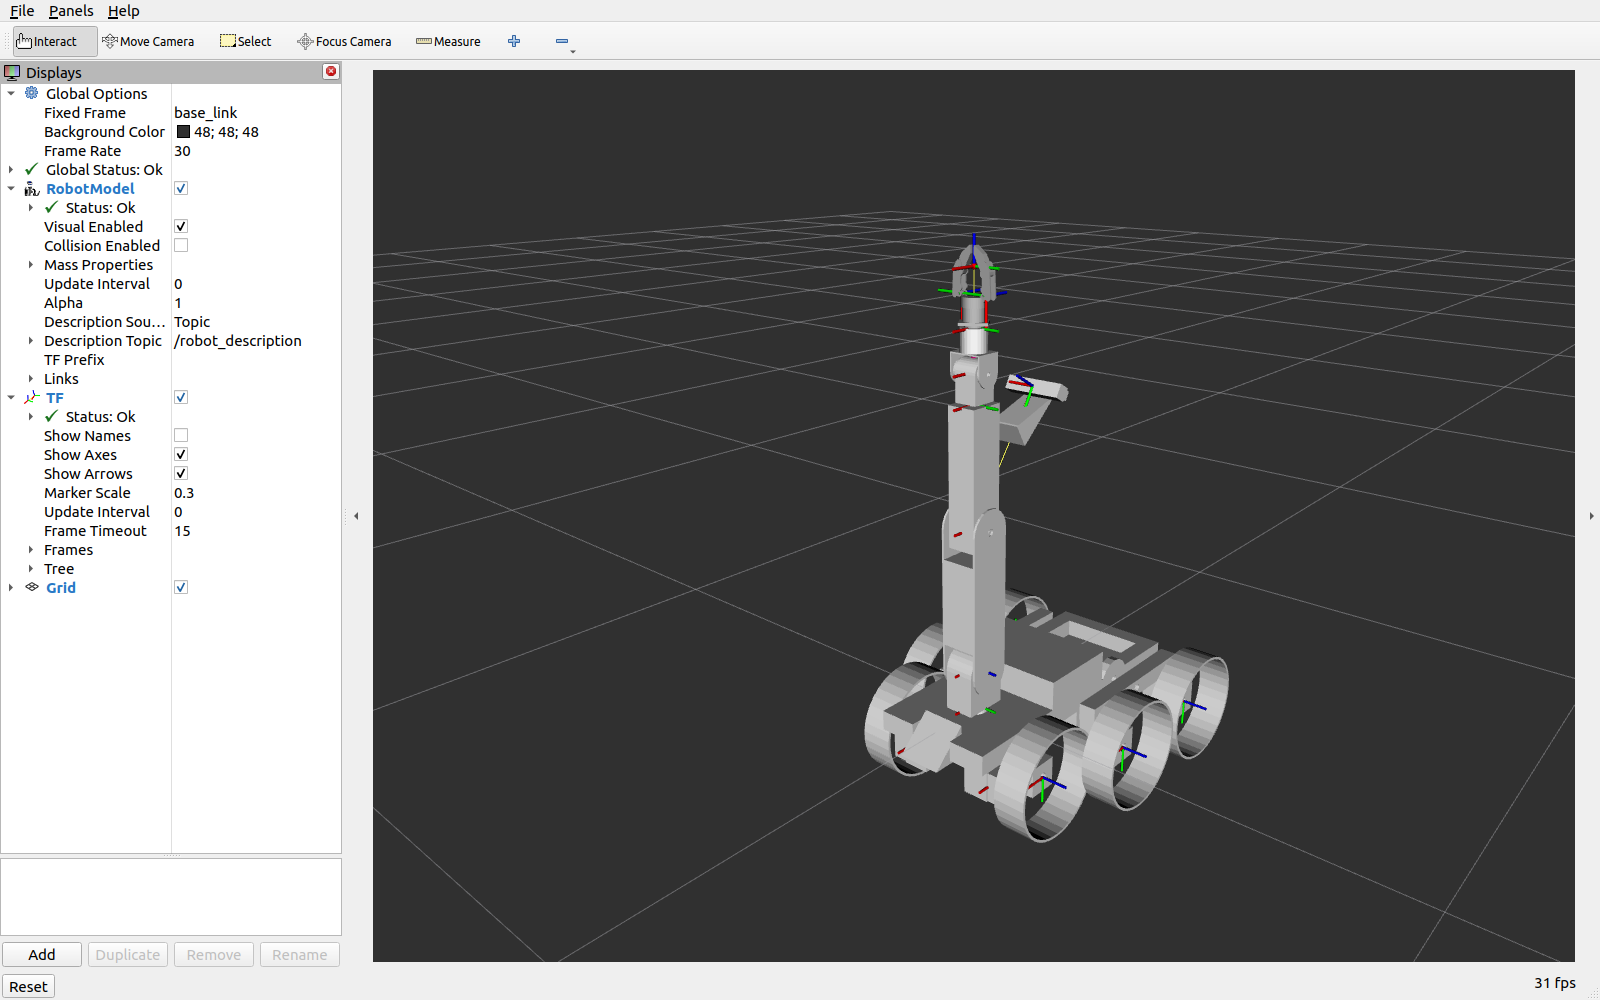 File Panels Help
Interact Move Camera Select Focus Camera Measure
Displays
Global Options
Fixed Frame base_link
Background Color 48; 48; 48
Frame Rate 30
Global Status: Ok
RobotModel
Status: Ok
Visual Enabled
Collision Enabled
Mass Properties
Update Interval 0
Alpha 1
Description Sou... Topic
Description Topic /robot_description
TF Prefix
Links
TF
Status: Ok
Show Names
Show Axes
Show Arrows
Marker Scale 0.3
Update Interval 0
Frame Timeout 15
Frames
Tree
Grid
Add Duplicate Remove Rename
Reset
31 fps